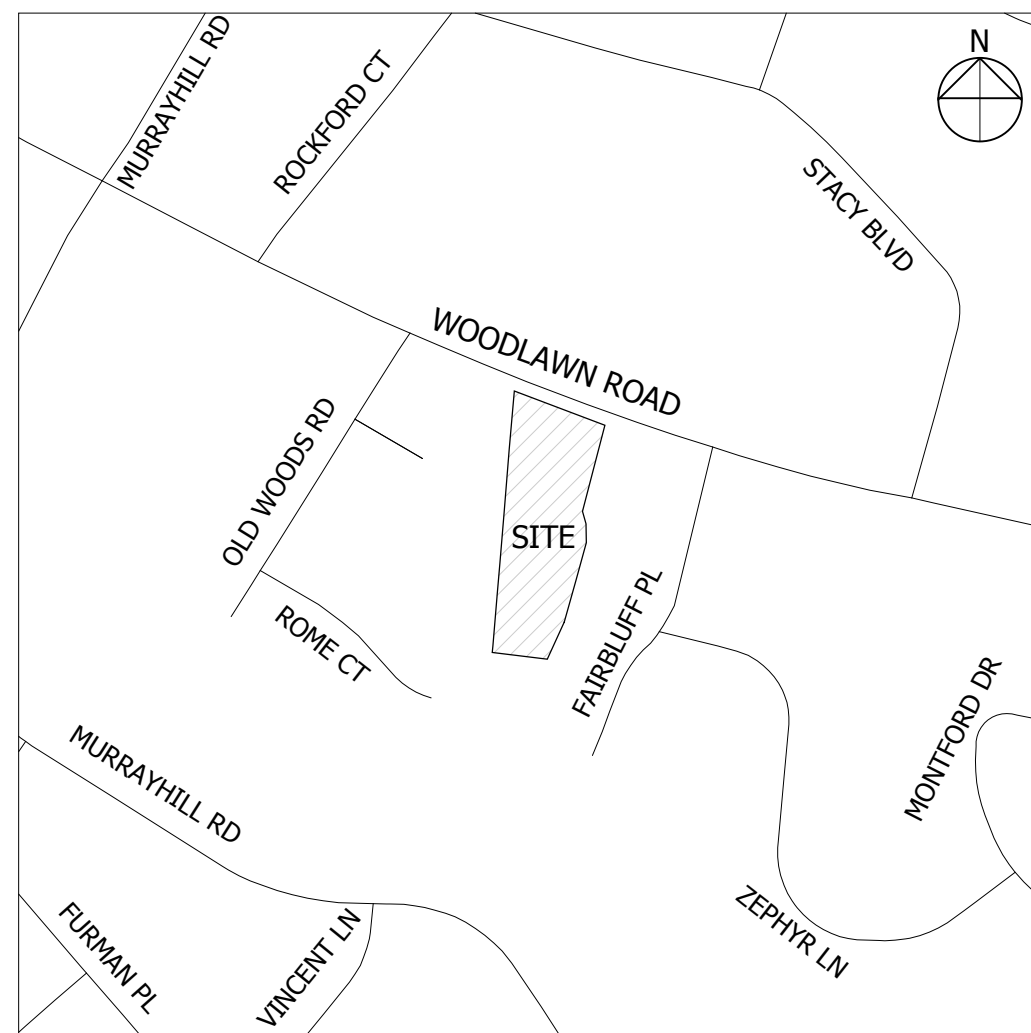 MURRAYHILL RD
ROCKFORD CT
N
STACY BLVD
WOODLAWN ROAD
OLD WOODS RD
SITE
ROME CT
FAIRBLUFF PL
MONTFORD DR
MURRAYHILL RD
ZEPHYR LN
FURMAN PL
VINCENT LN